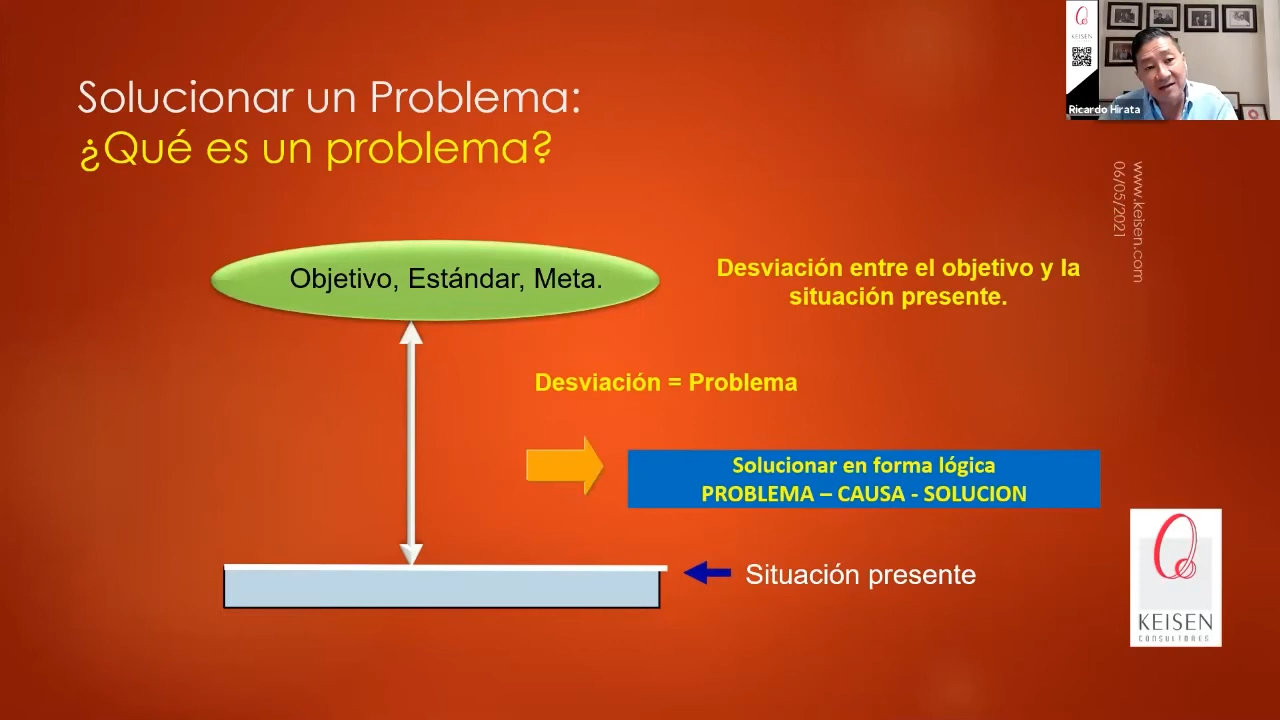 Solucionar un Problema:
¿Qué es un problema?
KEISEN
Ricardo Hirata
www.keisen.com
06/05/2021
Objetivo, Estándar, Meta.
Desviación entre el objetivo y la
situación presente.
Desviación = Problema
Solucionar en forma lógica
PROBLEMA – CAUSA - SOLUCION
Situación presente
KEISEN
CONSULTORES